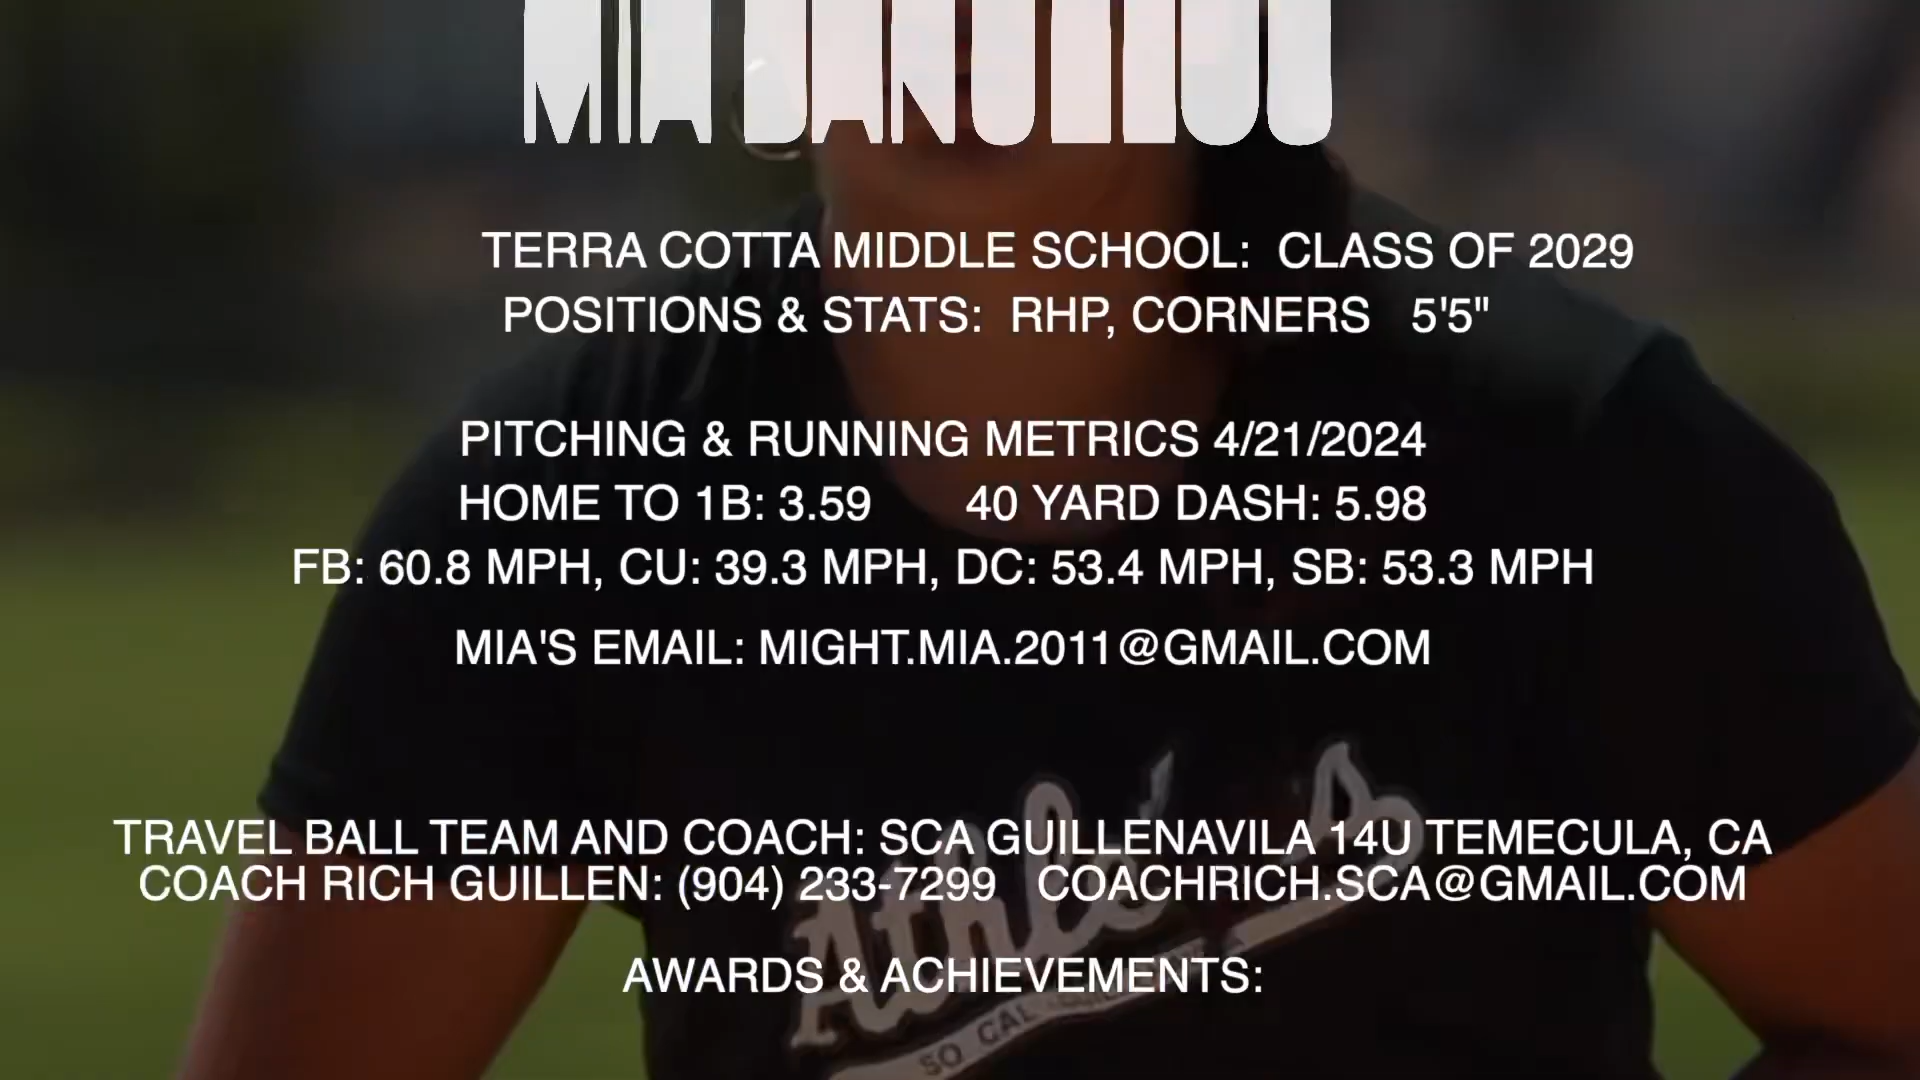 MIA
TERRA COTTA MIDDLE SCHOOL: CLASS OF 2029
POSITIONS & STATS: RHP, CORNERS 5'5"
PITCHING & RUNNING METRICS 4/21/2024
HOME TO 1B: 3.59 40 YARD DASH: 5.98
FB: 60.8 MPH, CU: 39.3 MPH, DC: 53.4 MPH, SB: 53.3 MPH
MIA'S EMAIL: MIGHT.MIA.2011@GMAIL.COM
TRAVEL BALL TEAM AND COACH: SCA GUILLENAVILA 14U TEMECULA, CA
COACH RICH GUILLEN: (904) 233-7299 COACHRICH.SCA@GMAIL.COM
AWARDS & ACHIEVEMENTS:
SO CAL